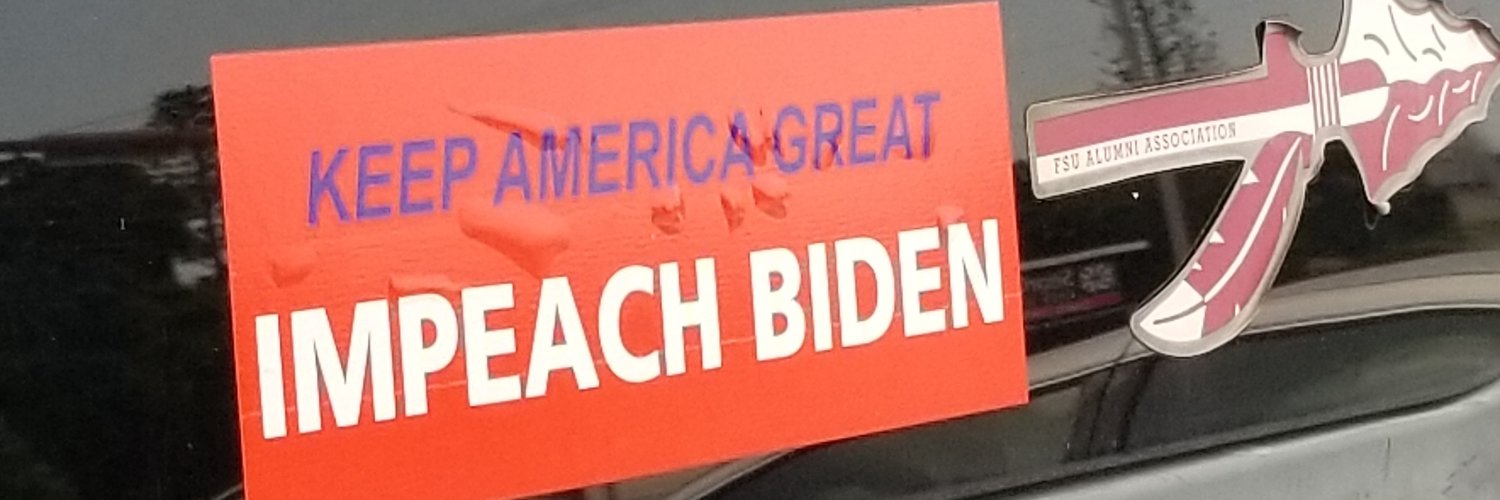 KEEP AMERICA GREAT
IMPEACH BIDEN
FSU ALUMNI ASSOCIATION